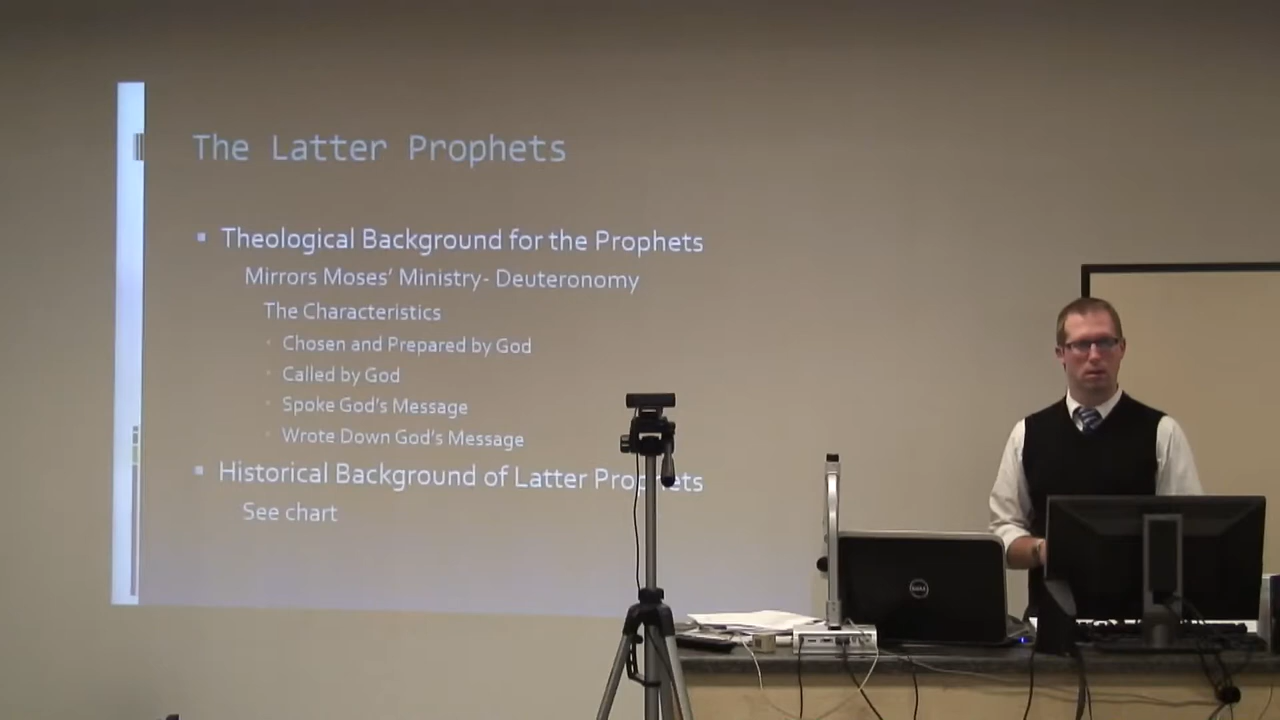 The Latter Prophets
▪ Theological Background for the Prophets
Mirrors Moses' Ministry- Deuteronomy
The Characteristics
• Chosen and Prepared by God
• Called by God
• Spoke God's Message
• Wrote Down God's Message
▪ Historical Background of Latter Prophets
See chart
DELL